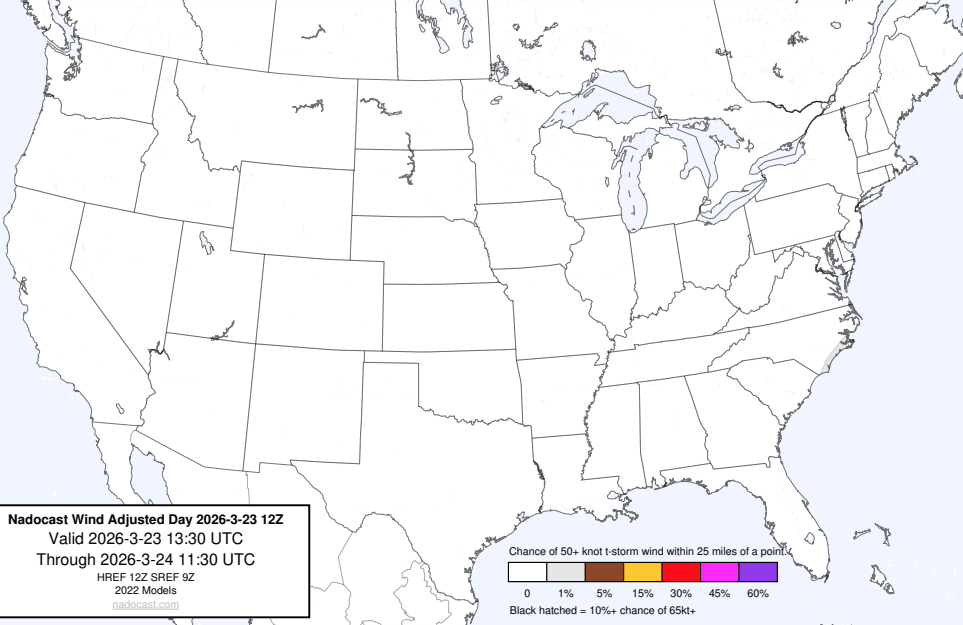 Nadocast Wind Adjusted Day 2026-3-23 12Z
Valid 2026-3-23 13:30 UTC
Through 2026-3-24 11:30 UTC
HREF 12Z SREF 9Z
2022 Models
nadocast.com
Chance of 50+ knot t-storm wind within 25 miles of a point.
0 1% 5% 15% 30% 45% 60%
Black hatched = 10%+ chance of 65kt+